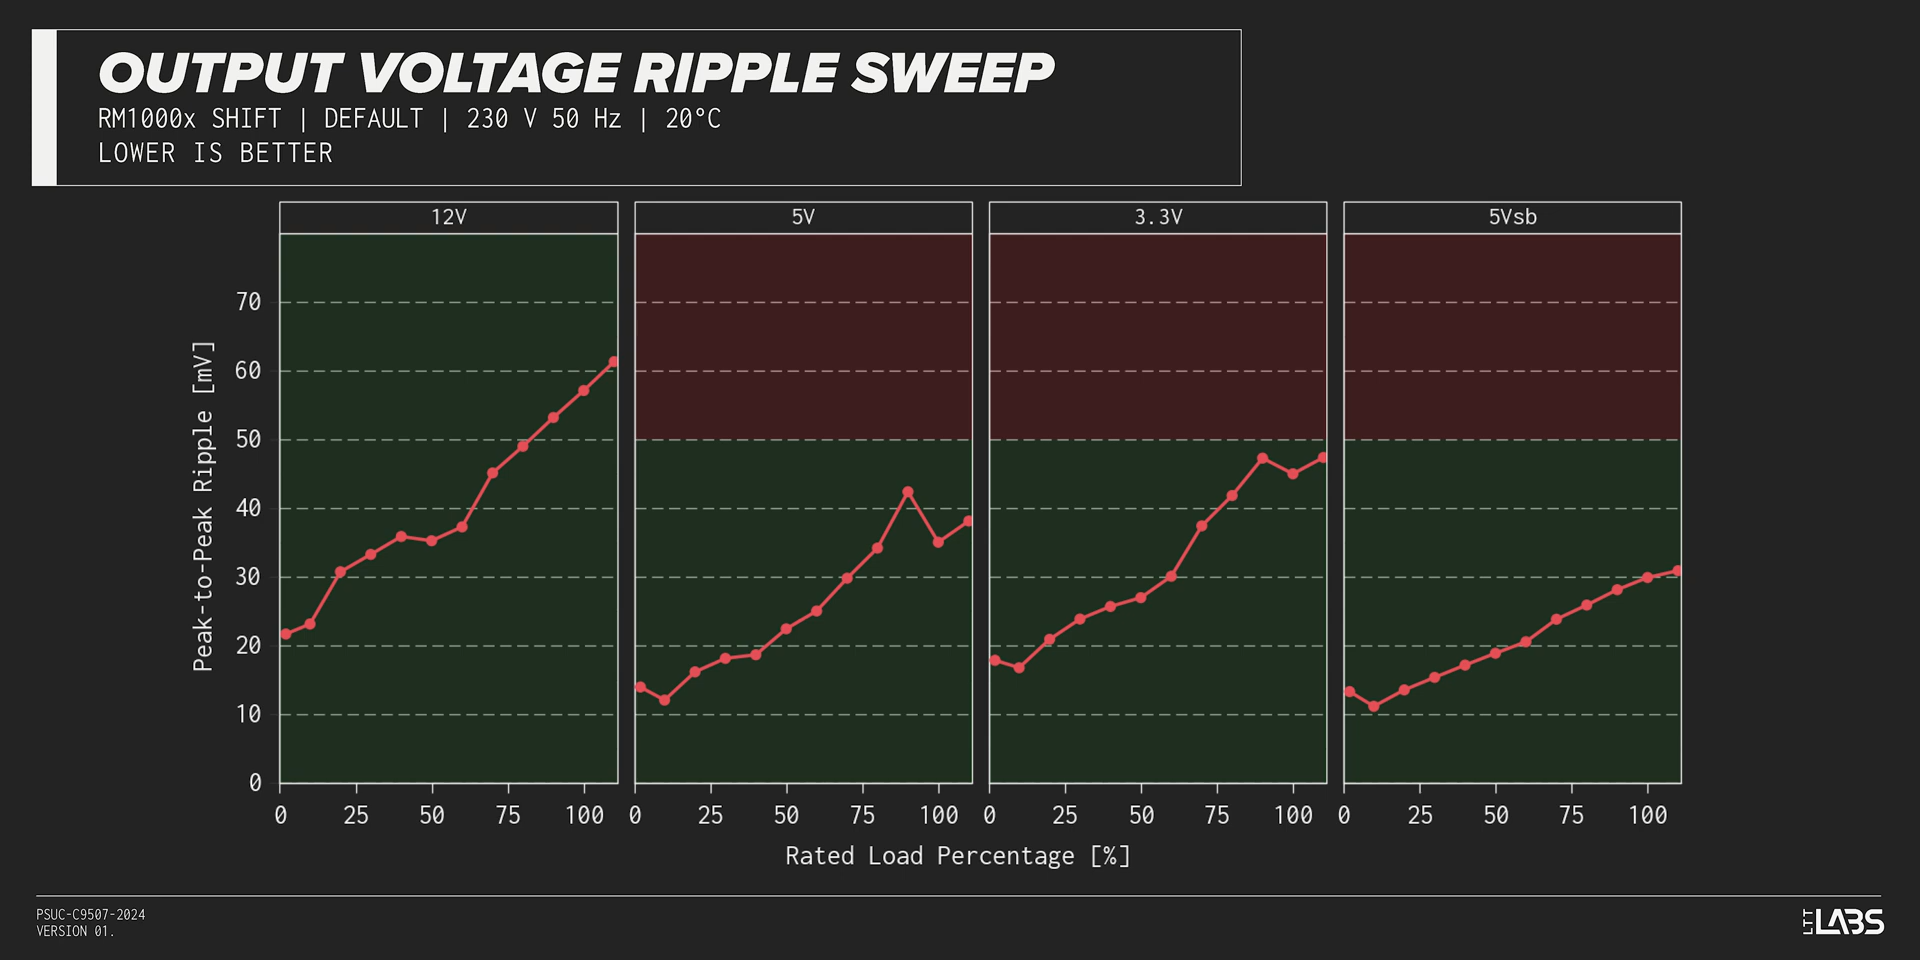 OUTPUT VOLTAGE RIPPLE SWEEP
RM1000x SHIFT | DEFAULT | 230 V 50 Hz | 20°C
LOWER IS BETTER
12V 5V 3.3V 5Vsb
Peak-to-Peak Ripple [mV]
70
60
50
40
30
20
10
0
0 25 50 75 100 0 25 50 75 100 0 25 50 75 100 0 25 50 75 100
Rated Load Percentage [%]
PSUC-C9507-2024
VERSION 01.
LTT LABS